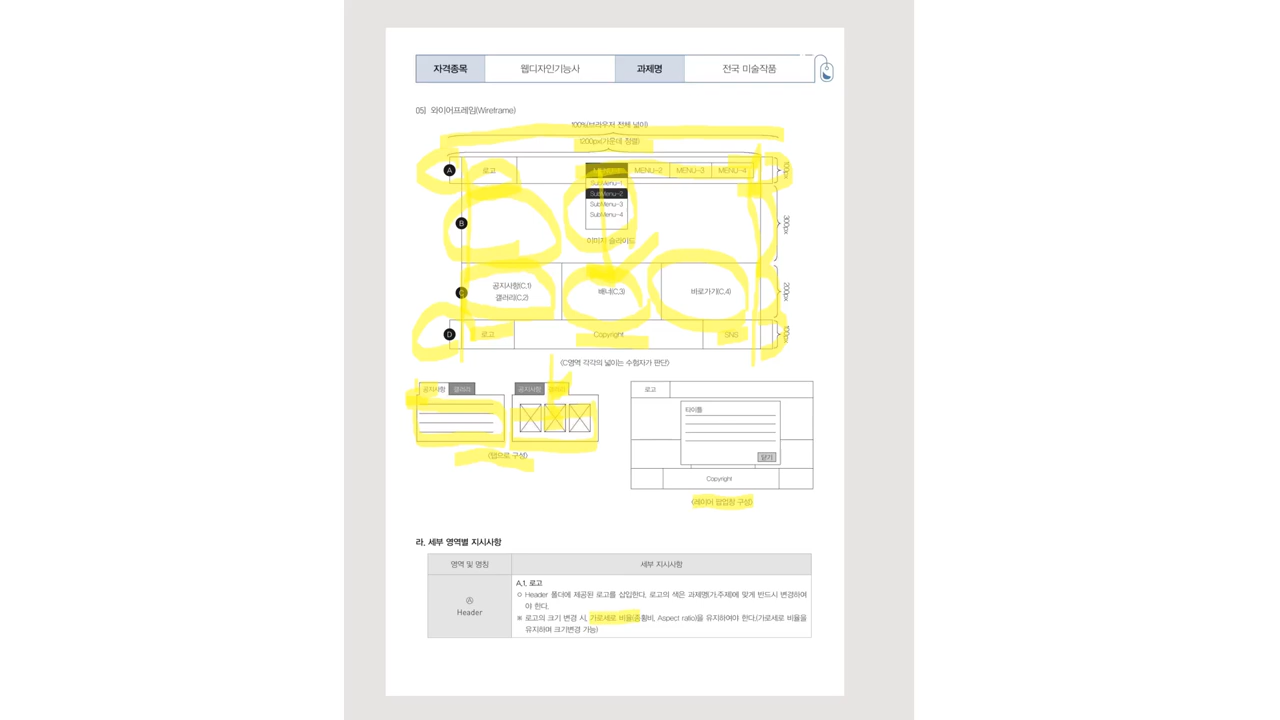 자격종목 웹디자인기능사 과제명 전국 미술작품
05) 와이어프레임(Wireframe)
100%(브라우저 전체 넓이)
1200px(가운데 정렬)
A 로고 MENU-2 MENU-3 MENU-4 100px
SubMenu-1
SubMenu-2
SubMenu-3
SubMenu-4
B 300px
이미지 슬라이드
공지사항(C.1)
갤러리(C.2)
배너(C.3) 바로가기(C.4) 200px
D 로고 Copyright SNS 100px
(C영역 각각의 넓이는 수험자가 판단)
공지사항 갤러리 공지사항
(탭으로 구성)
로고
타이틀
닫기
Copyright
(레이어 팝업창 구성)
라. 세부 영역별 지시사항
영역 및 명칭 세부 지시사항
Ⓐ
Header
A.1. 로고
○ Header 폴더에 제공된 로고를 삽입한다. 로고의 색은 과제명(가.주제)에 맞게 반드시 변경하여
야 한다.
※ 로고의 크기 변경 시, 가로세로 비율(종횡비, Aspect ratio)을 유지하여야 한다.(가로세로 비율을
유지하며 크기변경 가능)